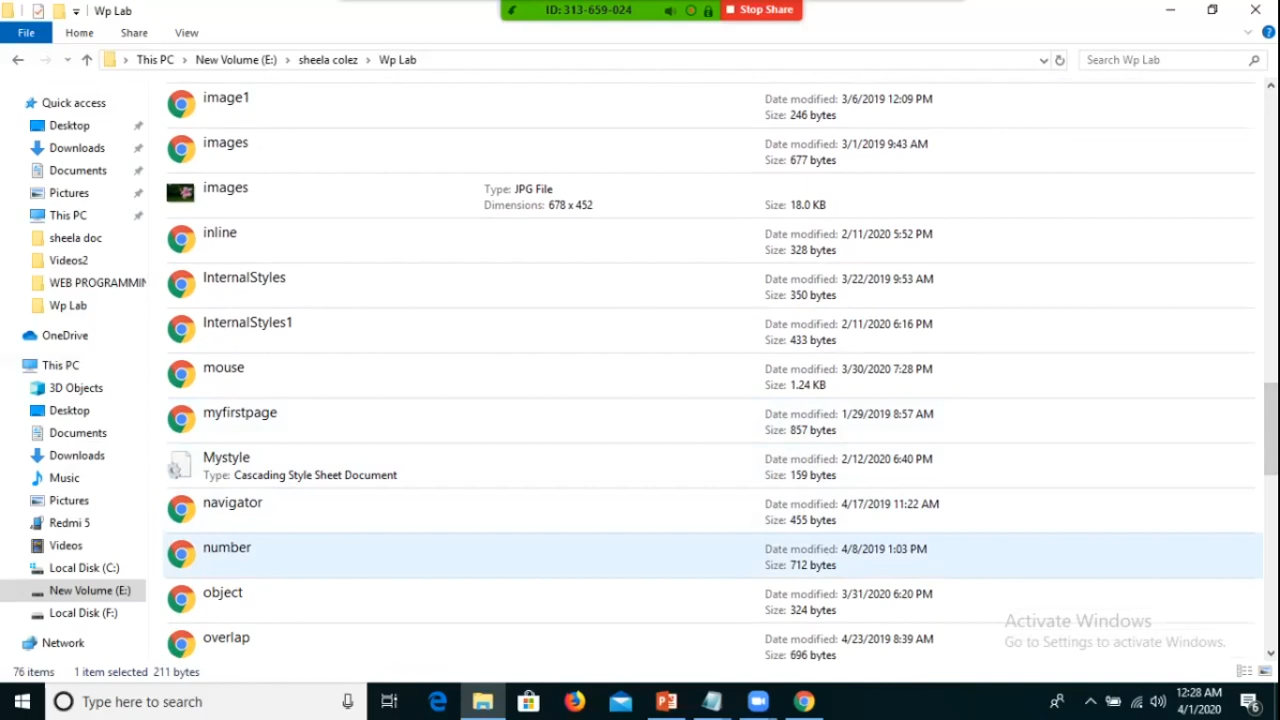 Wp Lab
ID: 313-659-024
Stop Share
File
Home
Share
View
This PC
New Volume (E:)
sheela colez
Wp Lab
Search Wp Lab
Quick access
Desktop
Downloads
Documents
Pictures
This PC
sheela doc
Videos2
WEB PROGRAMMIN
Wp Lab
OneDrive
This PC
3D Objects
Desktop
Documents
Downloads
Music
Pictures
Redmi 5
Videos
Local Disk (C:)
New Volume (E:)
Local Disk (F:)
Network
image1
Date modified: 3/6/2019 12:09 PM
Size: 246 bytes
images
Date modified: 3/1/2019 9:43 AM
Size: 677 bytes
images
Type: JPG File
Dimensions: 678 x 452
Size: 18.0 KB
inline
Date modified: 2/11/2020 5:52 PM
Size: 328 bytes
InternalStyles
Date modified: 3/22/2019 9:53 AM
Size: 350 bytes
InternalStyles1
Date modified: 2/11/2020 6:16 PM
Size: 433 bytes
mouse
Date modified: 3/30/2020 7:28 PM
Size: 1.24 KB
myfirstpage
Date modified: 1/29/2019 8:57 AM
Size: 857 bytes
Mystyle
Type: Cascading Style Sheet Document
Date modified: 2/12/2020 6:40 PM
Size: 159 bytes
navigator
Date modified: 4/17/2019 11:22 AM
Size: 455 bytes
number
Date modified: 4/8/2019 1:03 PM
Size: 712 bytes
object
Date modified: 3/31/2020 6:20 PM
Size: 324 bytes
overlap
Date modified: 4/23/2019 8:39 AM
Size: 696 bytes
Activate Windows
Go to Settings to activate Windows.
76 items
1 item selected 211 bytes
Type here to search
12:28 AM
4/1/2020
6